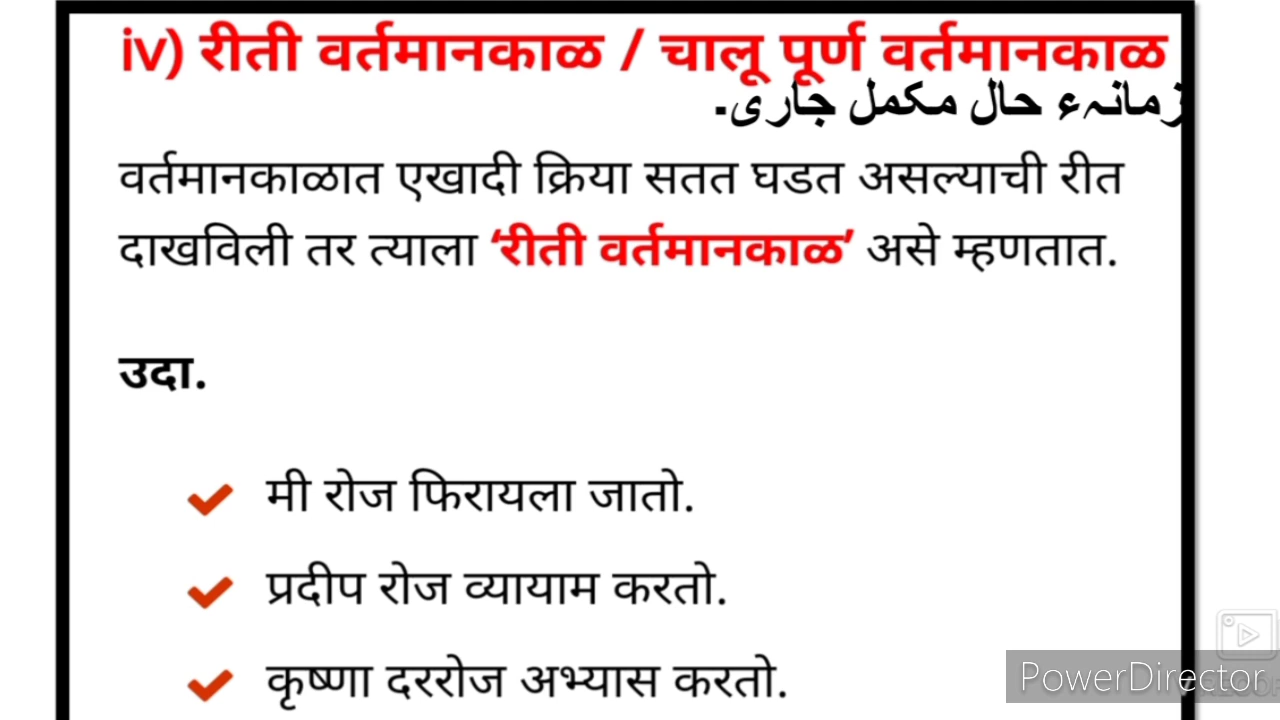 iv) रीती वर्तमानकाळ / चालू पूर्ण वर्तमानकाळ
زمانہء حال مکمل جاری۔
वर्तमानकाळात एखादी क्रिया सतत घडत असल्याची रीत
दाखविली तर त्याला ‘रीती वर्तमानकाळ’ असे म्हणतात.
उदा.
मी रोज फिरायला जातो.
प्रदीप रोज व्यायाम करतो.
कृष्णा दररोज अभ्यास करतो.
PowerDirector